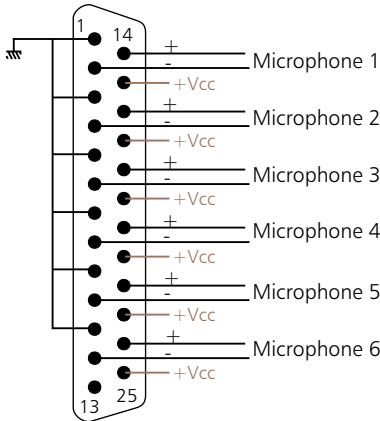 1
14
+
- Microphone 1
+Vcc
+
- Microphone 2
+Vcc
+
- Microphone 3
+Vcc
+
- Microphone 4
+Vcc
+
- Microphone 5
+Vcc
+
- Microphone 6
+Vcc
13
25